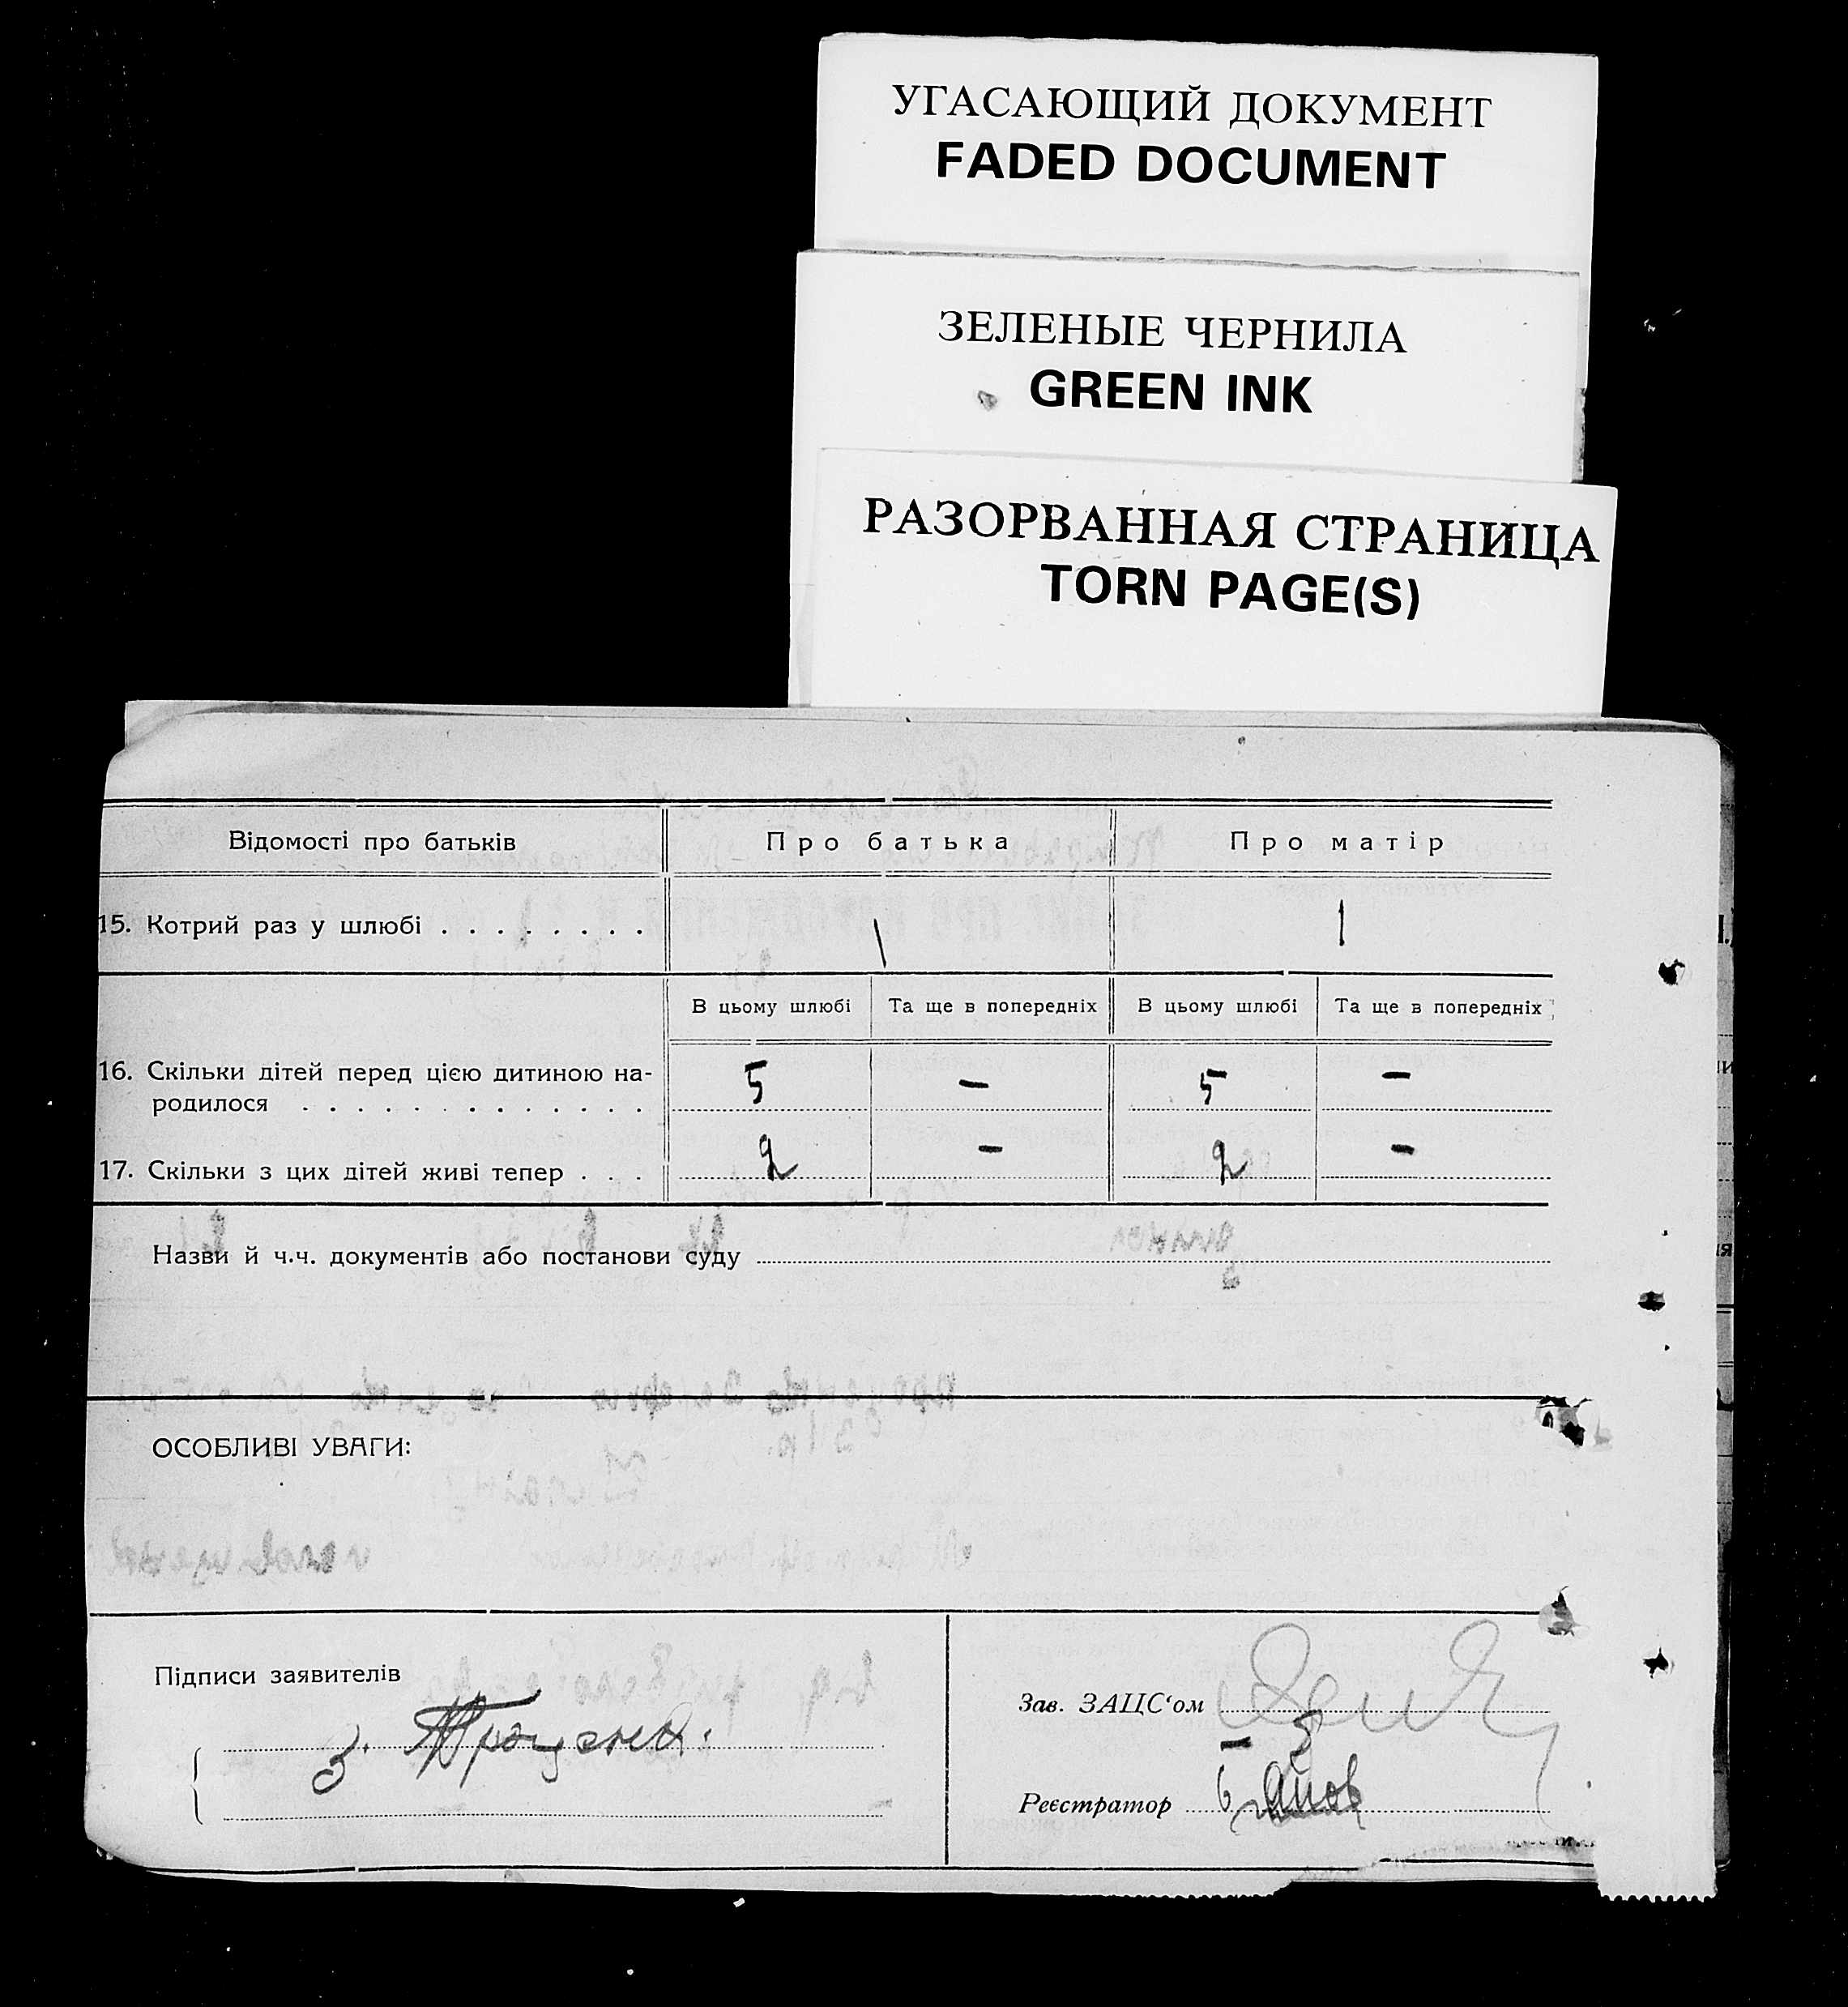 УГАСАЮЩИЙ ДОКУМЕНТ
FADED DOCUMENT
ЗЕЛЕНЫЕ ЧЕРНИЛА
GREEN INK
РАЗОРВАННАЯ СТРАНИЦА
TORN PAGE(S)
Відомості про батьків Про батька Про матір
15. Котрий раз у шлюбі . . . . . . . . 1 1
В цьому шлюбі Та ще в попередніх В цьому шлюбі Та ще в попередніх
16. Скільки дітей перед цією дитиною на-
родилося . . . . . . . . . . . . . 5 — 5 —
17. Скільки з цих дітей живі тепер . . . 2 — 2 —
Назви й ч.ч. документів або постанови суду
ОСОБЛИВІ УВАГИ:
Підписи заявителів
Зав. ЗАЦС‘ом
Реєстратор